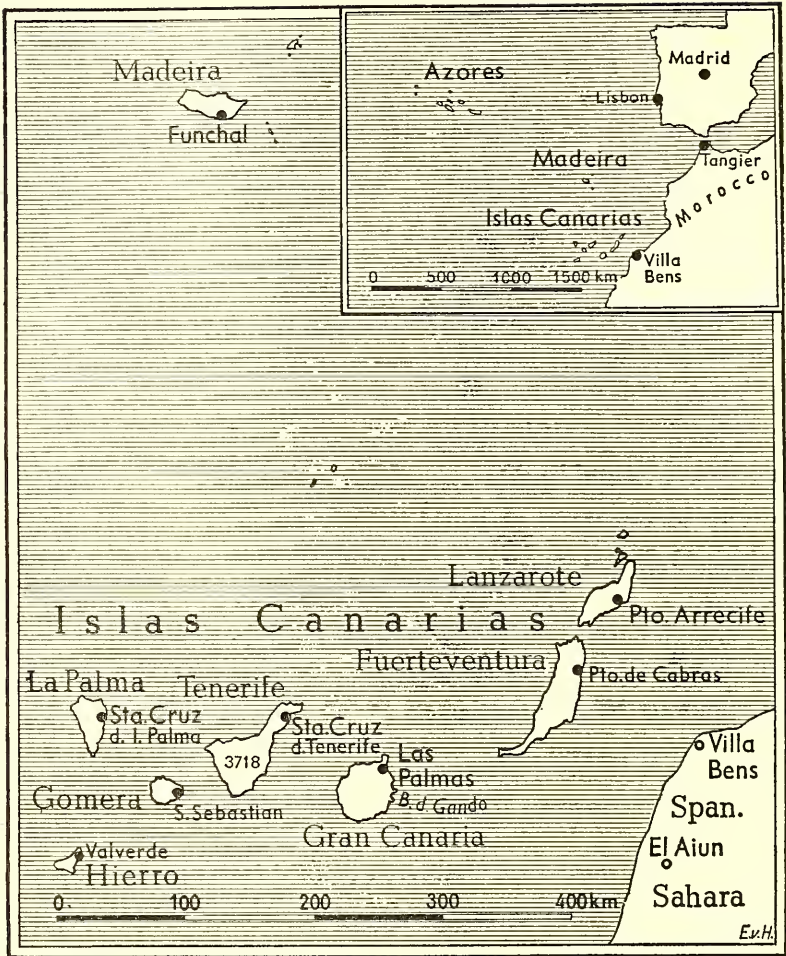 Madeira
Funchal
Azores
Madrid
Lisbon
Tangier
Madeira
Morocco
Islas Canarias
Villa
Bens
0 500 1000 1500 km
Lanzarote
Pto. Arrecife
Islas Canarias
Fuerteventura
Pto. de Cabras
La Palma
Sta. Cruz
d. l. Palma
Tenerife
Sta. Cruz
d. Tenerife
3718
Las
Palmas
B. d. Gando
Gomera
S. Sebastian
Gran Canaria
Valverde
Hierro
Villa
Bens
Span.
El Aiun
Sahara
0 100 200 300 400 km
E.v.H.